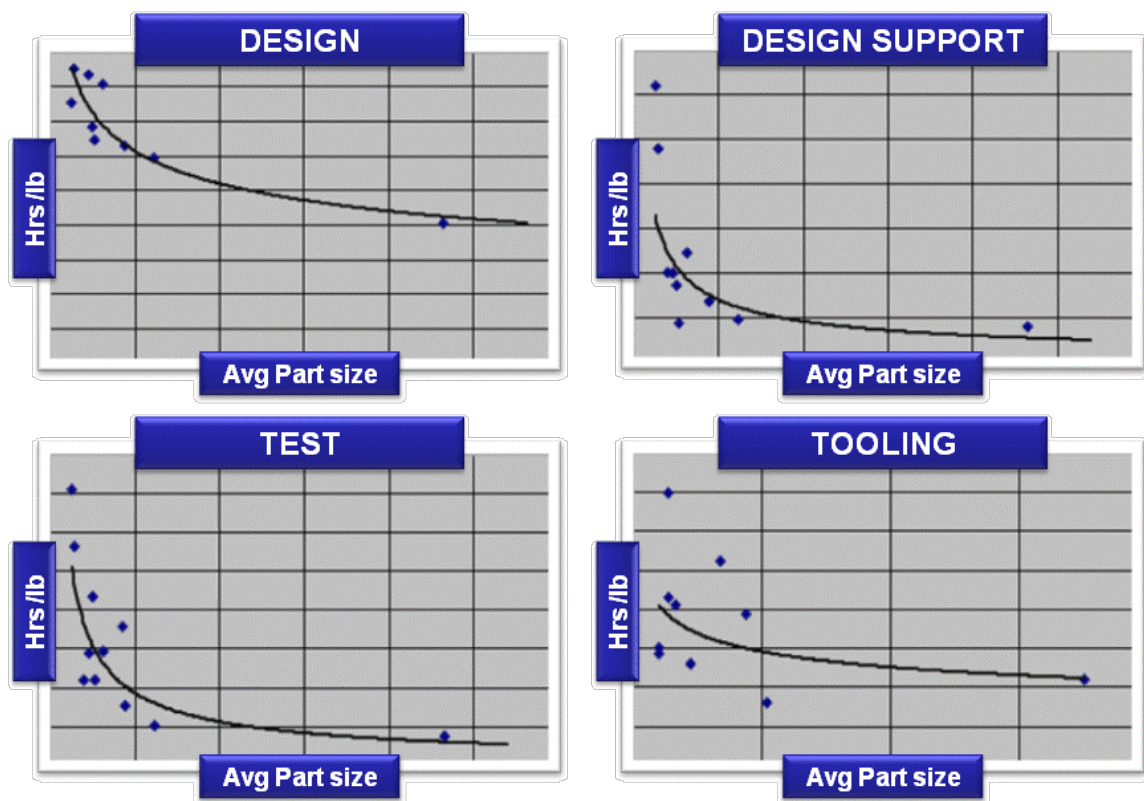 DESIGN
Hrs /lb
Avg Part size
DESIGN SUPPORT
Hrs /lb
Avg Part size
TEST
Hrs /lb
Avg Part size
TOOLING
Hrs /lb
Avg Part size